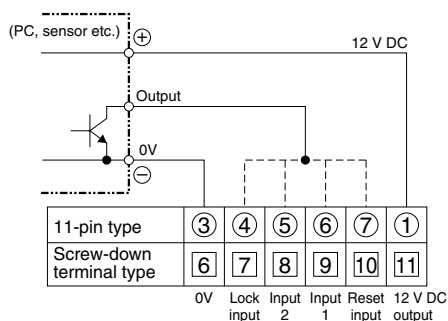 (PC, sensor etc.)
⊕
12 V DC
Output
0V
⊖
11-pin type ③ ④ ⑤ ⑥ ⑦ ①
Screw-down
terminal type 6 7 8 9 10 11
0V Lock Input Input Reset 12 V DC
input 2 1 input output